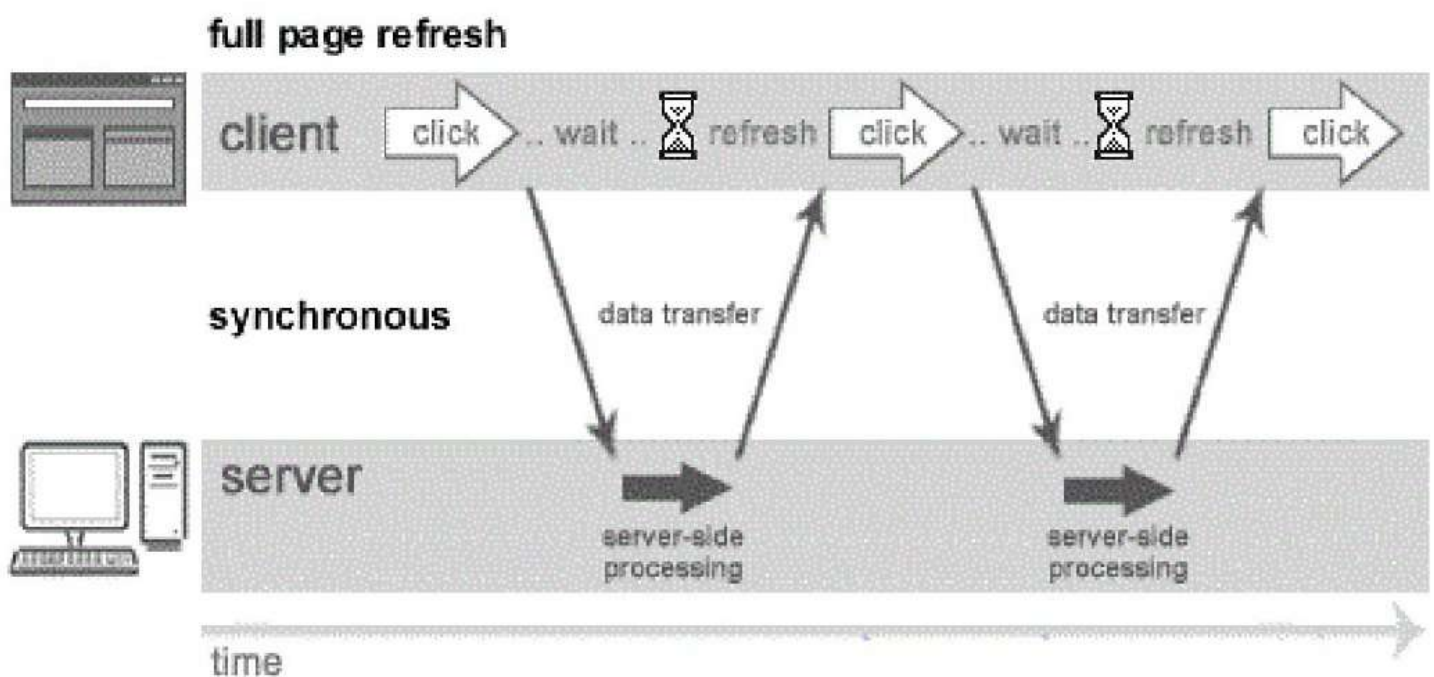 full page refresh
client click .. wait .. refresh click .. wait .. refresh click
synchronous data transfer data transfer
server
server-side processing
server-side processing
time